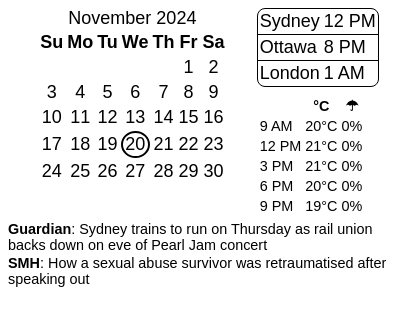 November 2024
Su Mo Tu We Th Fr Sa
1 2
3 4 5 6 7 8 9
10 11 12 13 14 15 16
17 18 19 20 21 22 23
24 25 26 27 28 29 30
Sydney 12 PM
Ottawa 8 PM
London 1 AM
°C ☂
9 AM 20°C 0%
12 PM 21°C 0%
3 PM 21°C 0%
6 PM 20°C 0%
9 PM 19°C 0%
Guardian: Sydney trains to run on Thursday as rail union
backs down on eve of Pearl Jam concert
SMH: How a sexual abuse survivor was retraumatised after
speaking out